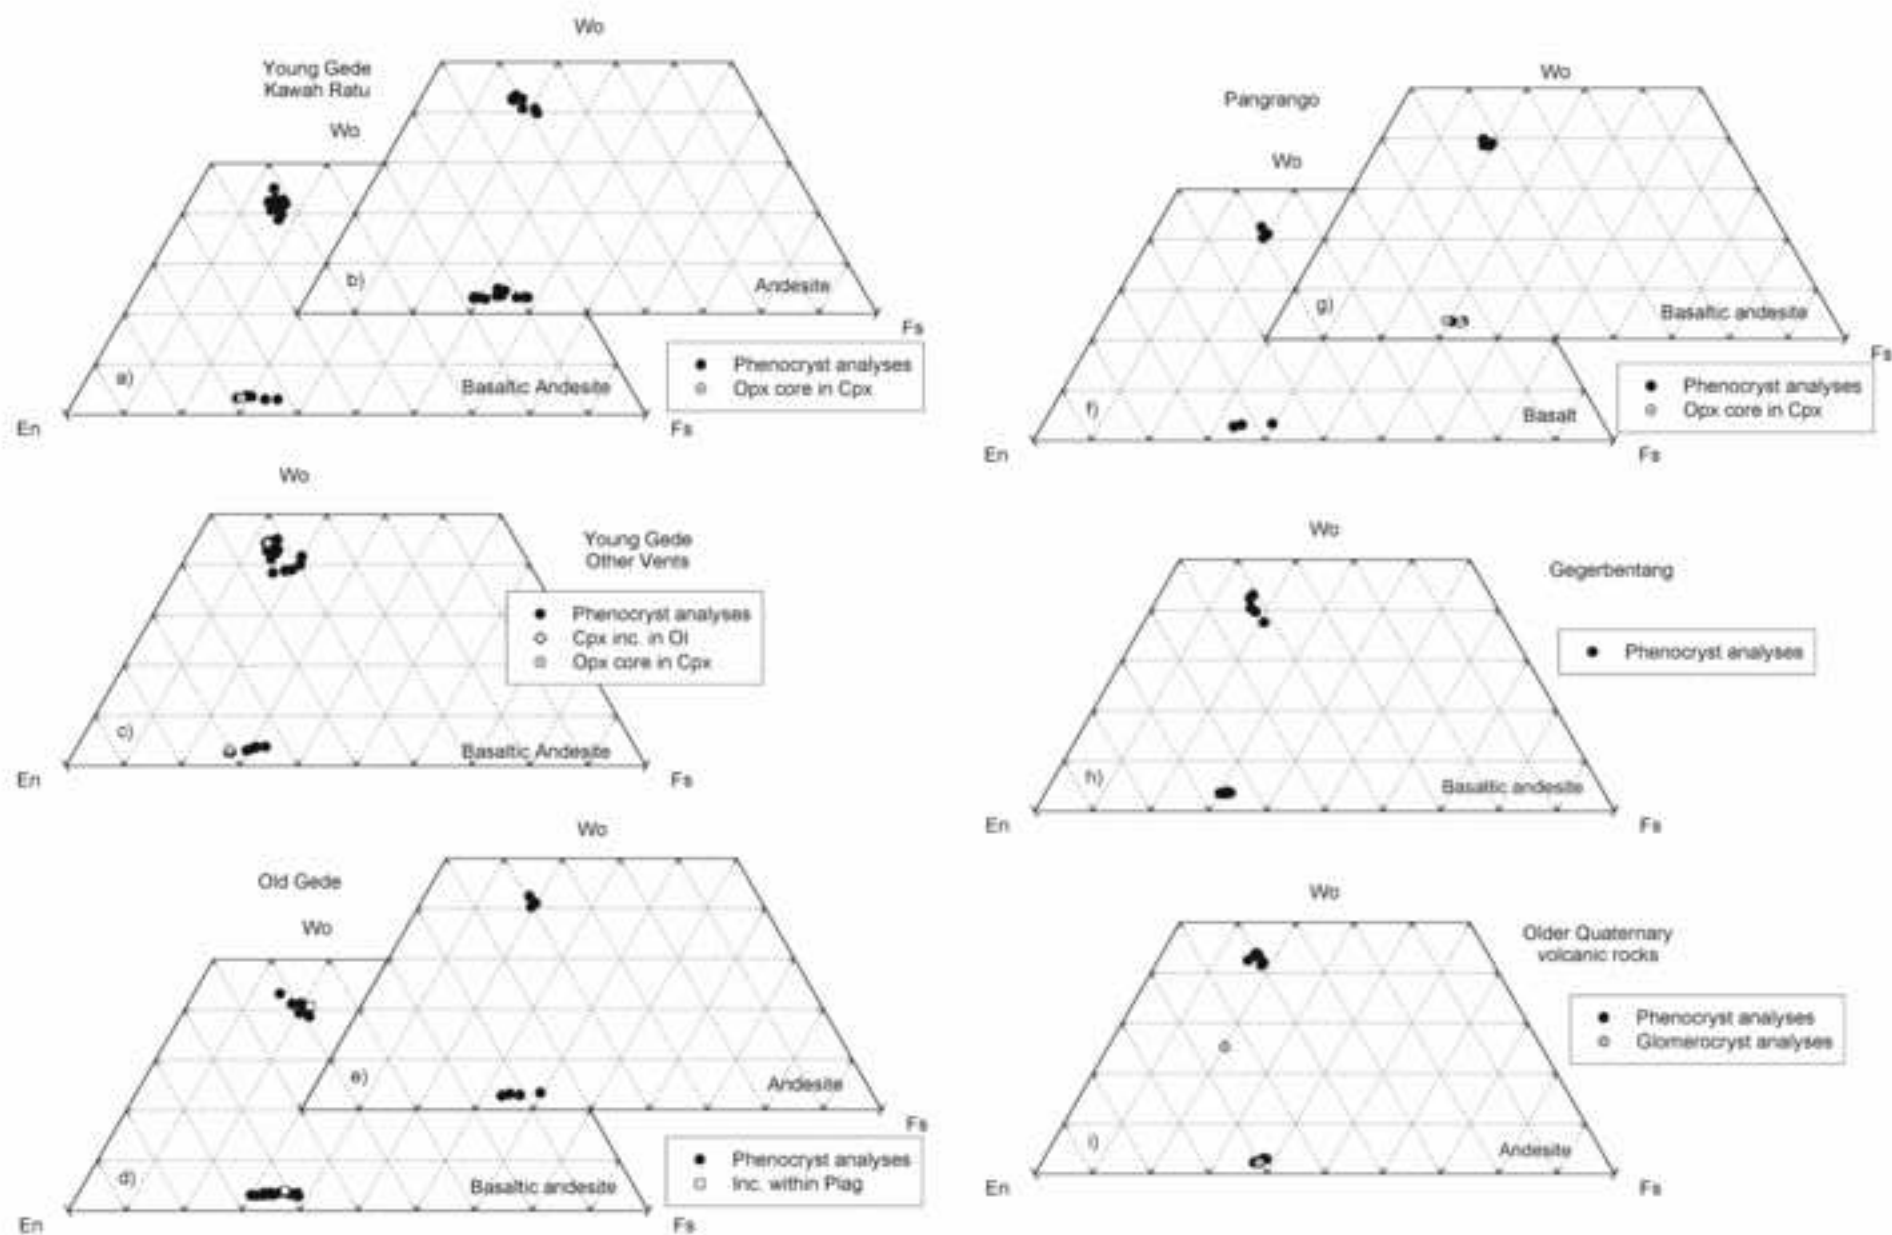 Wo
Young Gede
Kawah Ratu
Wo
b)
Andesite
Fs
a)
Basaltic Andesite
En
Fs
Phenocryst analyses
Opx core in Cpx
Wo
Young Gede
Other Vents
Phenocryst analyses
Cpx inc. in Ol
Opx core in Cpx
c)
Basaltic Andesite
En
Fs
Wo
Old Gede
Wo
e)
Andesite
Fs
d)
Basaltic andesite
En
Fs
Phenocryst analyses
Inc. within Plag
Wo
Pangrango
Wo
g)
Basaltic andesite
Fs
f)
Basalt
En
Fs
Phenocryst analyses
Opx core in Cpx
Wo
Gegerbentang
Phenocryst analyses
h)
Basaltic andesite
En
Fs
Wo
Older Quaternary
volcanic rocks
Phenocryst analyses
Glomerocryst analyses
i)
Andesite
En
Fs